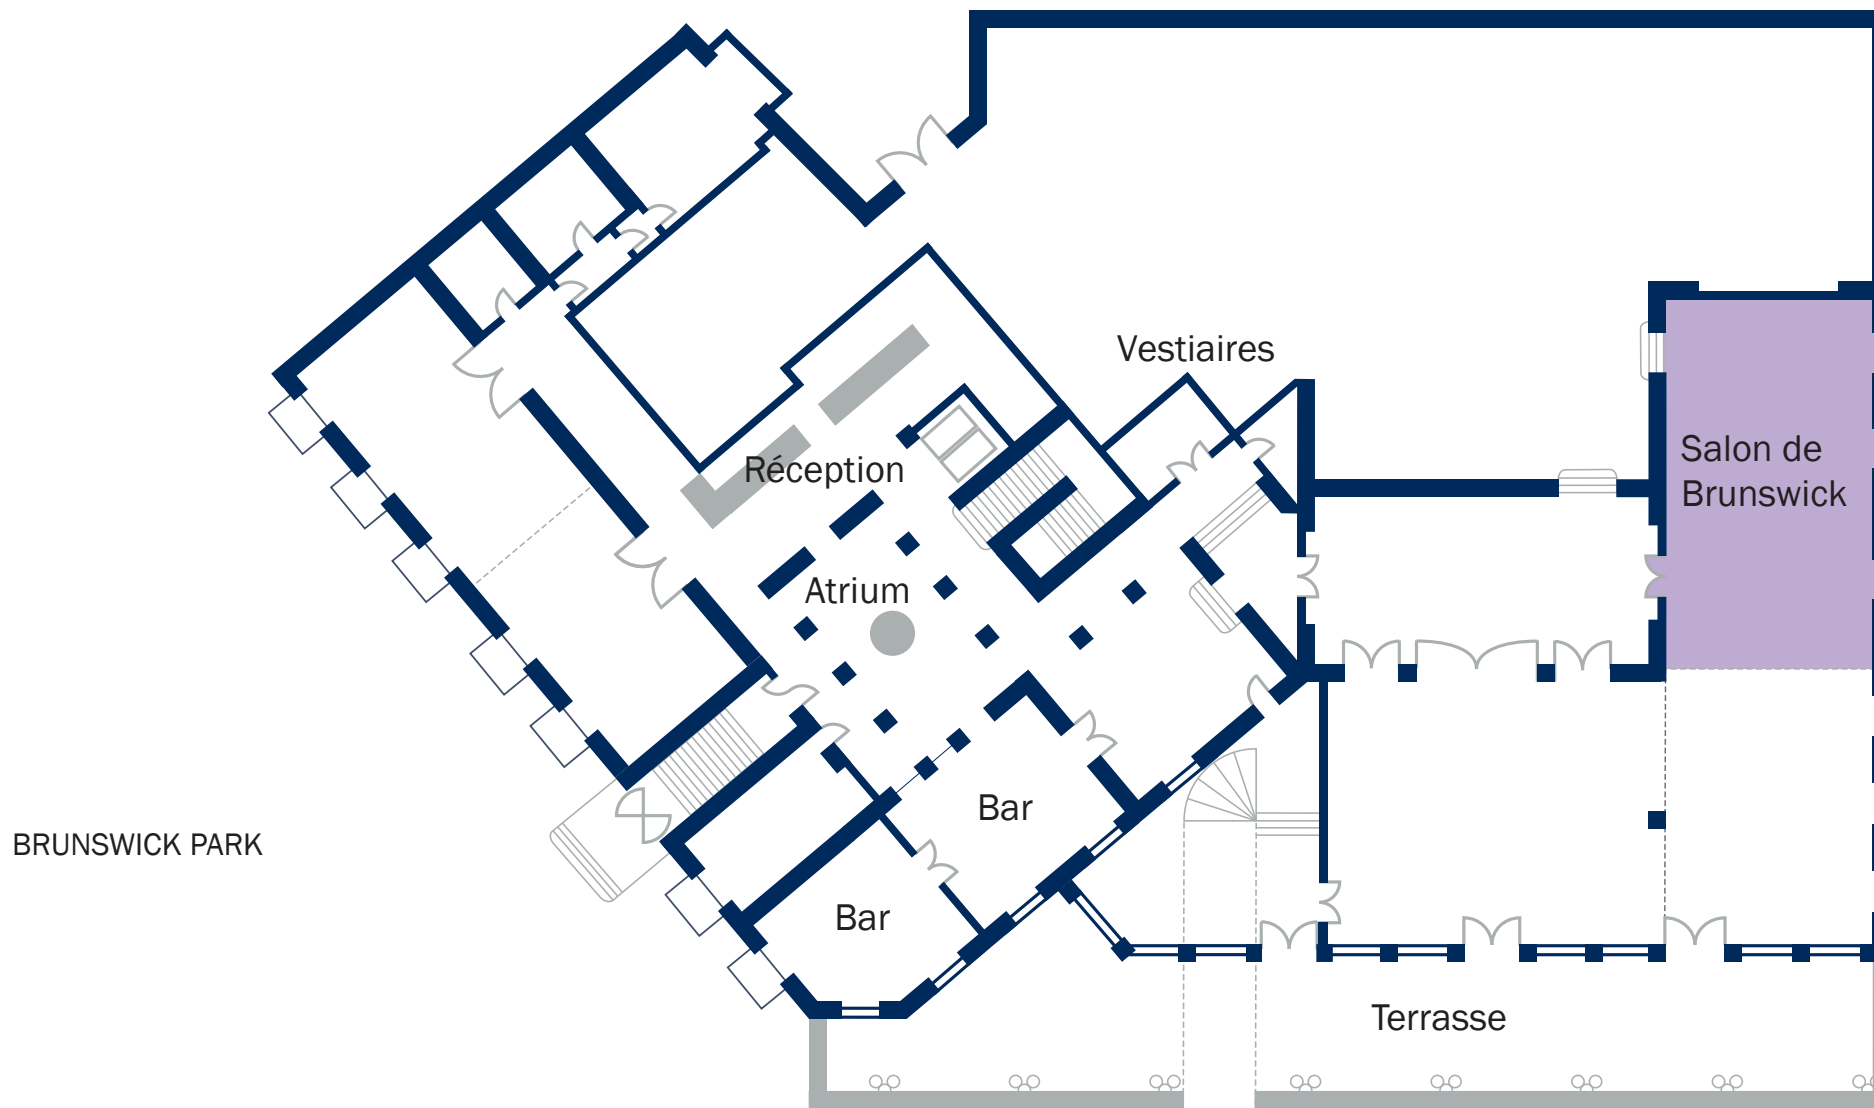 Vestiaires
Salon de
Brunswick
Réception
Atrium
Bar
BRUNSWICK PARK
Bar
Terrasse